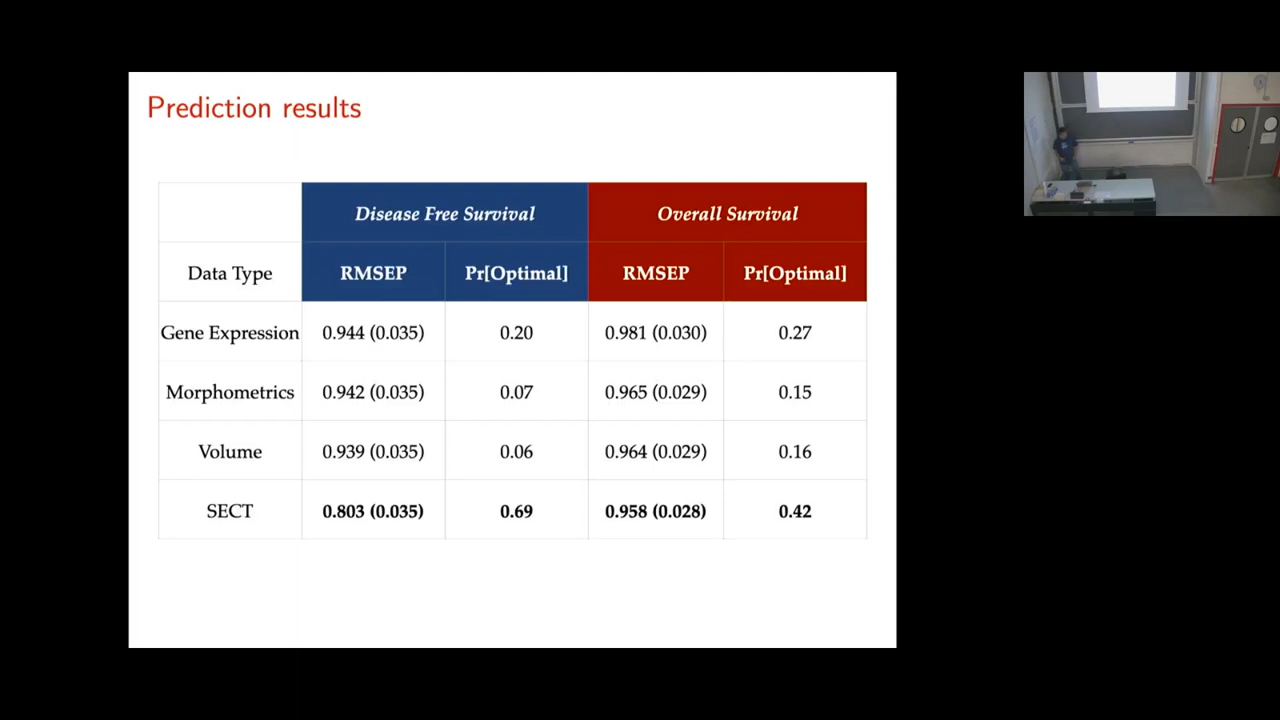 Prediction results
Disease Free Survival Overall Survival
Data Type RMSEP Pr[Optimal] RMSEP Pr[Optimal]
Gene Expression 0.944 (0.035) 0.20 0.981 (0.030) 0.27
Morphometrics 0.942 (0.035) 0.07 0.965 (0.029) 0.15
Volume 0.939 (0.035) 0.06 0.964 (0.029) 0.16
SECT 0.803 (0.035) 0.69 0.958 (0.028) 0.42